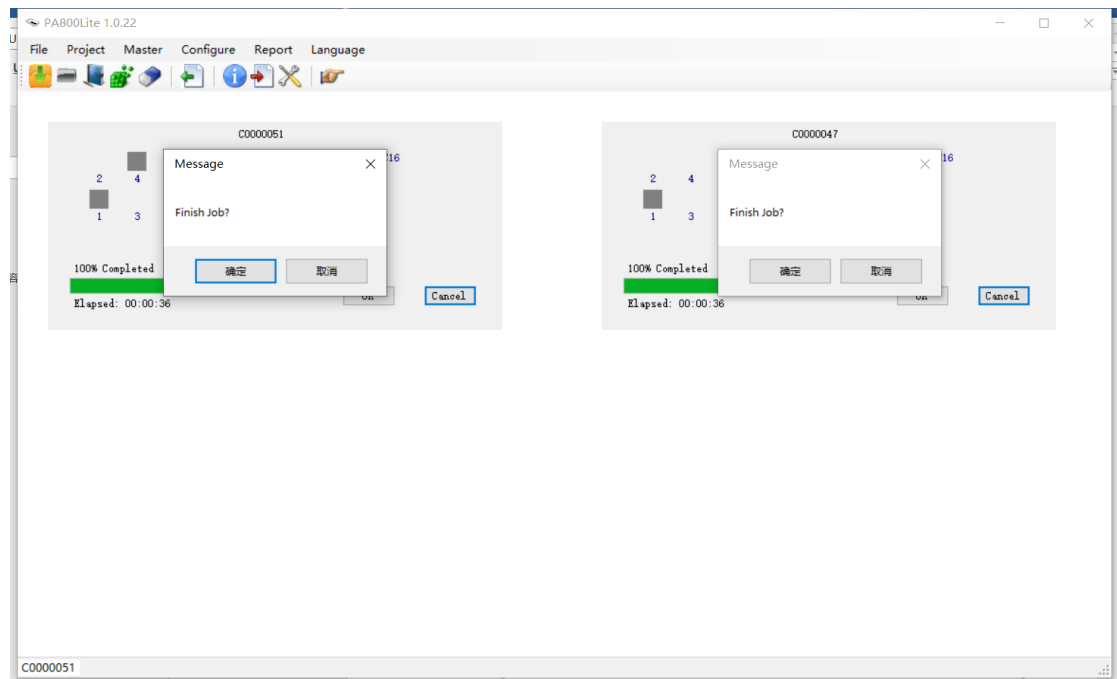 PA800Lite 1.0.22
File Project Master Configure Report Language
C0000051
16
2 4
1 3
Message
Finish Job?
确定 取消
100% Completed
Elapsed: 00:00:36
Cancel
C0000047
16
2 4
1 3
Message
Finish Job?
确定 取消
100% Completed
Elapsed: 00:00:36
Cancel
C0000051